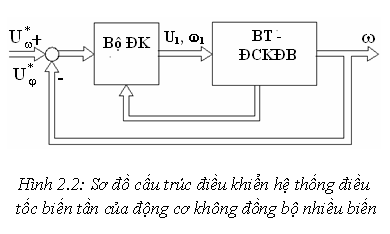 U*ω +
U*φ
-
Bộ ĐK
U₁, ω₁
BT -
ĐCKĐB
ω
Hình 2.2: Sơ đồ cấu trúc điều khiển hệ thống điều
tốc biến tần của động cơ không đồng bộ nhiều biến